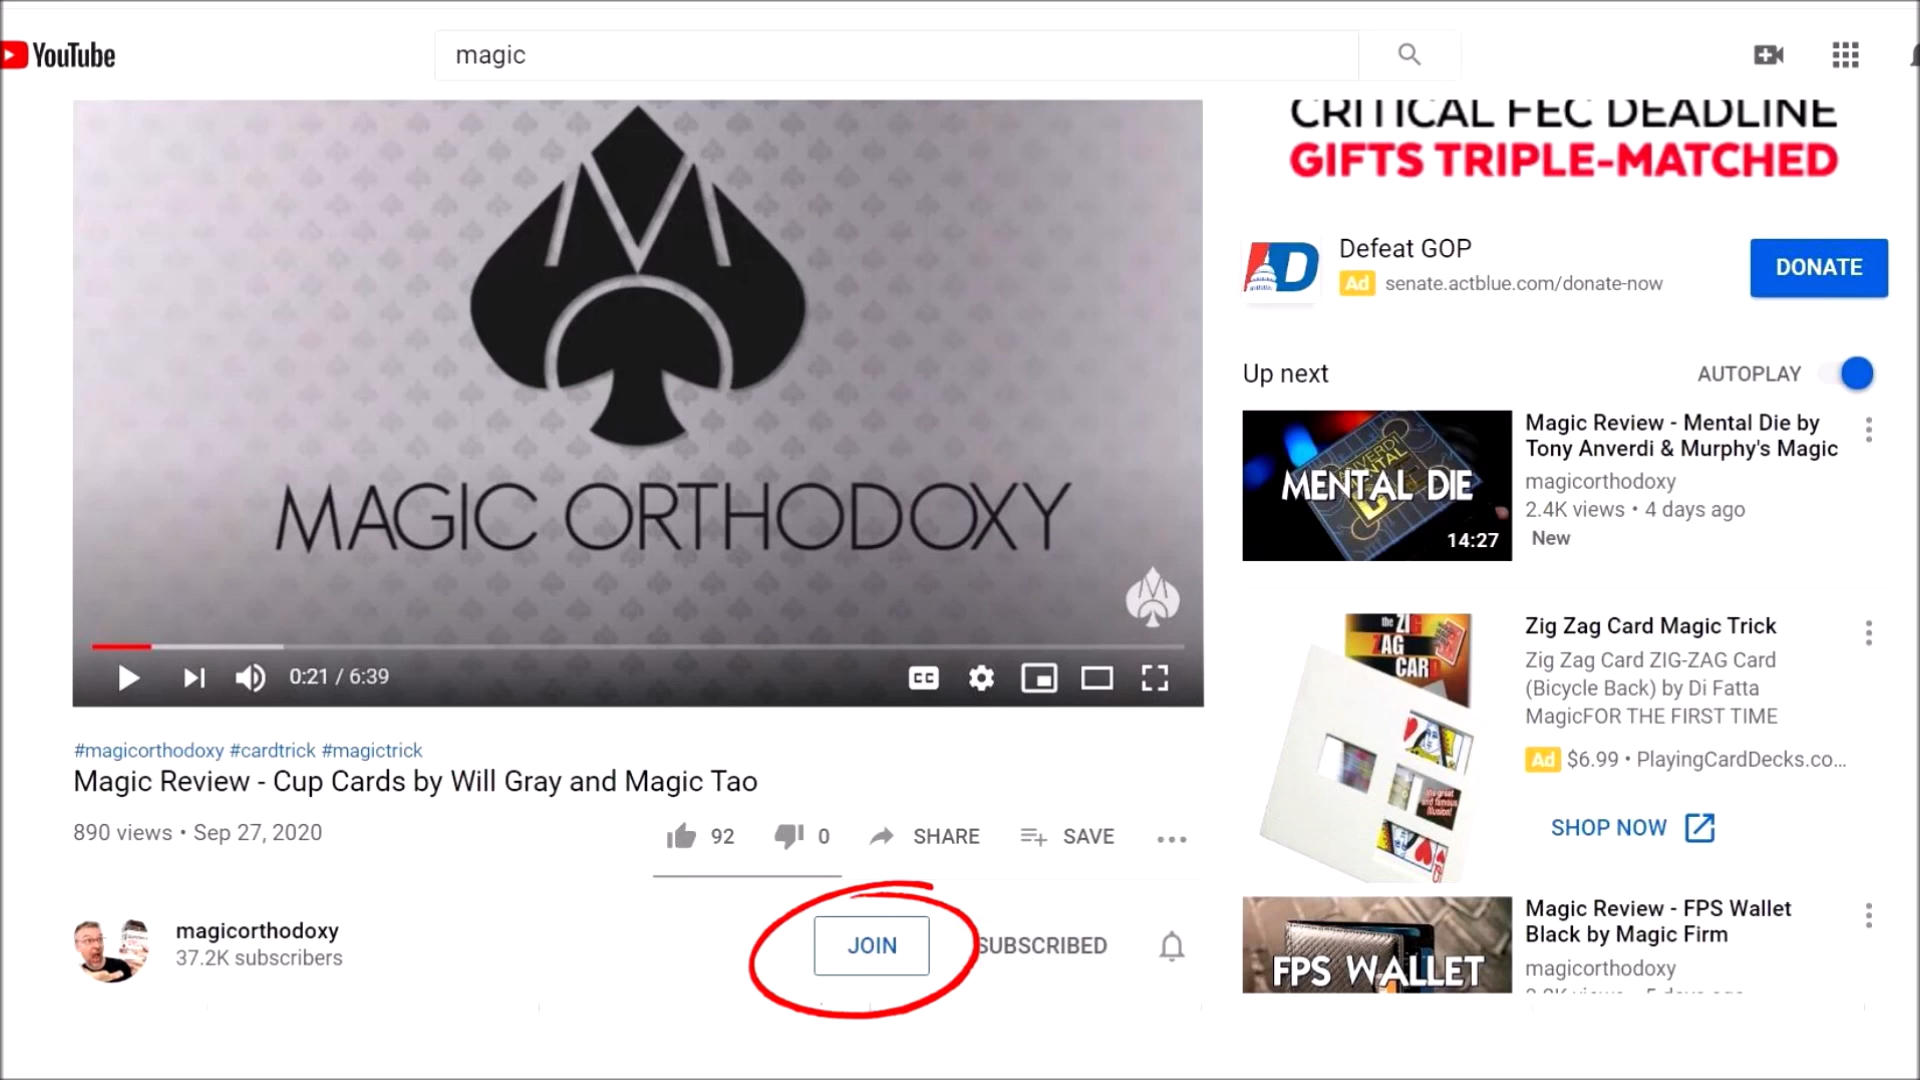 YouTube
magic
CRITICAL FEC DEADLINE
GIFTS TRIPLE-MATCHED
Defeat GOP
Ad senate.actblue.com/donate-now
DONATE
MAGIC ORTHODOXY
0:21 / 6:39
CC
#magicorthodoxy #cardtrick #magictrick
Magic Review - Cup Cards by Will Gray and Magic Tao
890 views • Sep 27, 2020
92
0
SHARE
SAVE
magicorthodoxy
37.2K subscribers
JOIN
SUBSCRIBED
Up next
AUTOPLAY
MENTAL DIE
14:27
Magic Review - Mental Die by
Tony Anverdi & Murphy's Magic
magicorthodoxy
2.4K views • 4 days ago
New
the ZIG
ZAG
CARD
Zig Zag Card Magic Trick
Zig Zag Card ZIG-ZAG Card
(Bicycle Back) by Di Fatta
MagicFOR THE FIRST TIME
Ad $6.99 • PlayingCardDecks.co...
SHOP NOW
FPS WALLET
Magic Review - FPS Wallet
Black by Magic Firm
magicorthodoxy